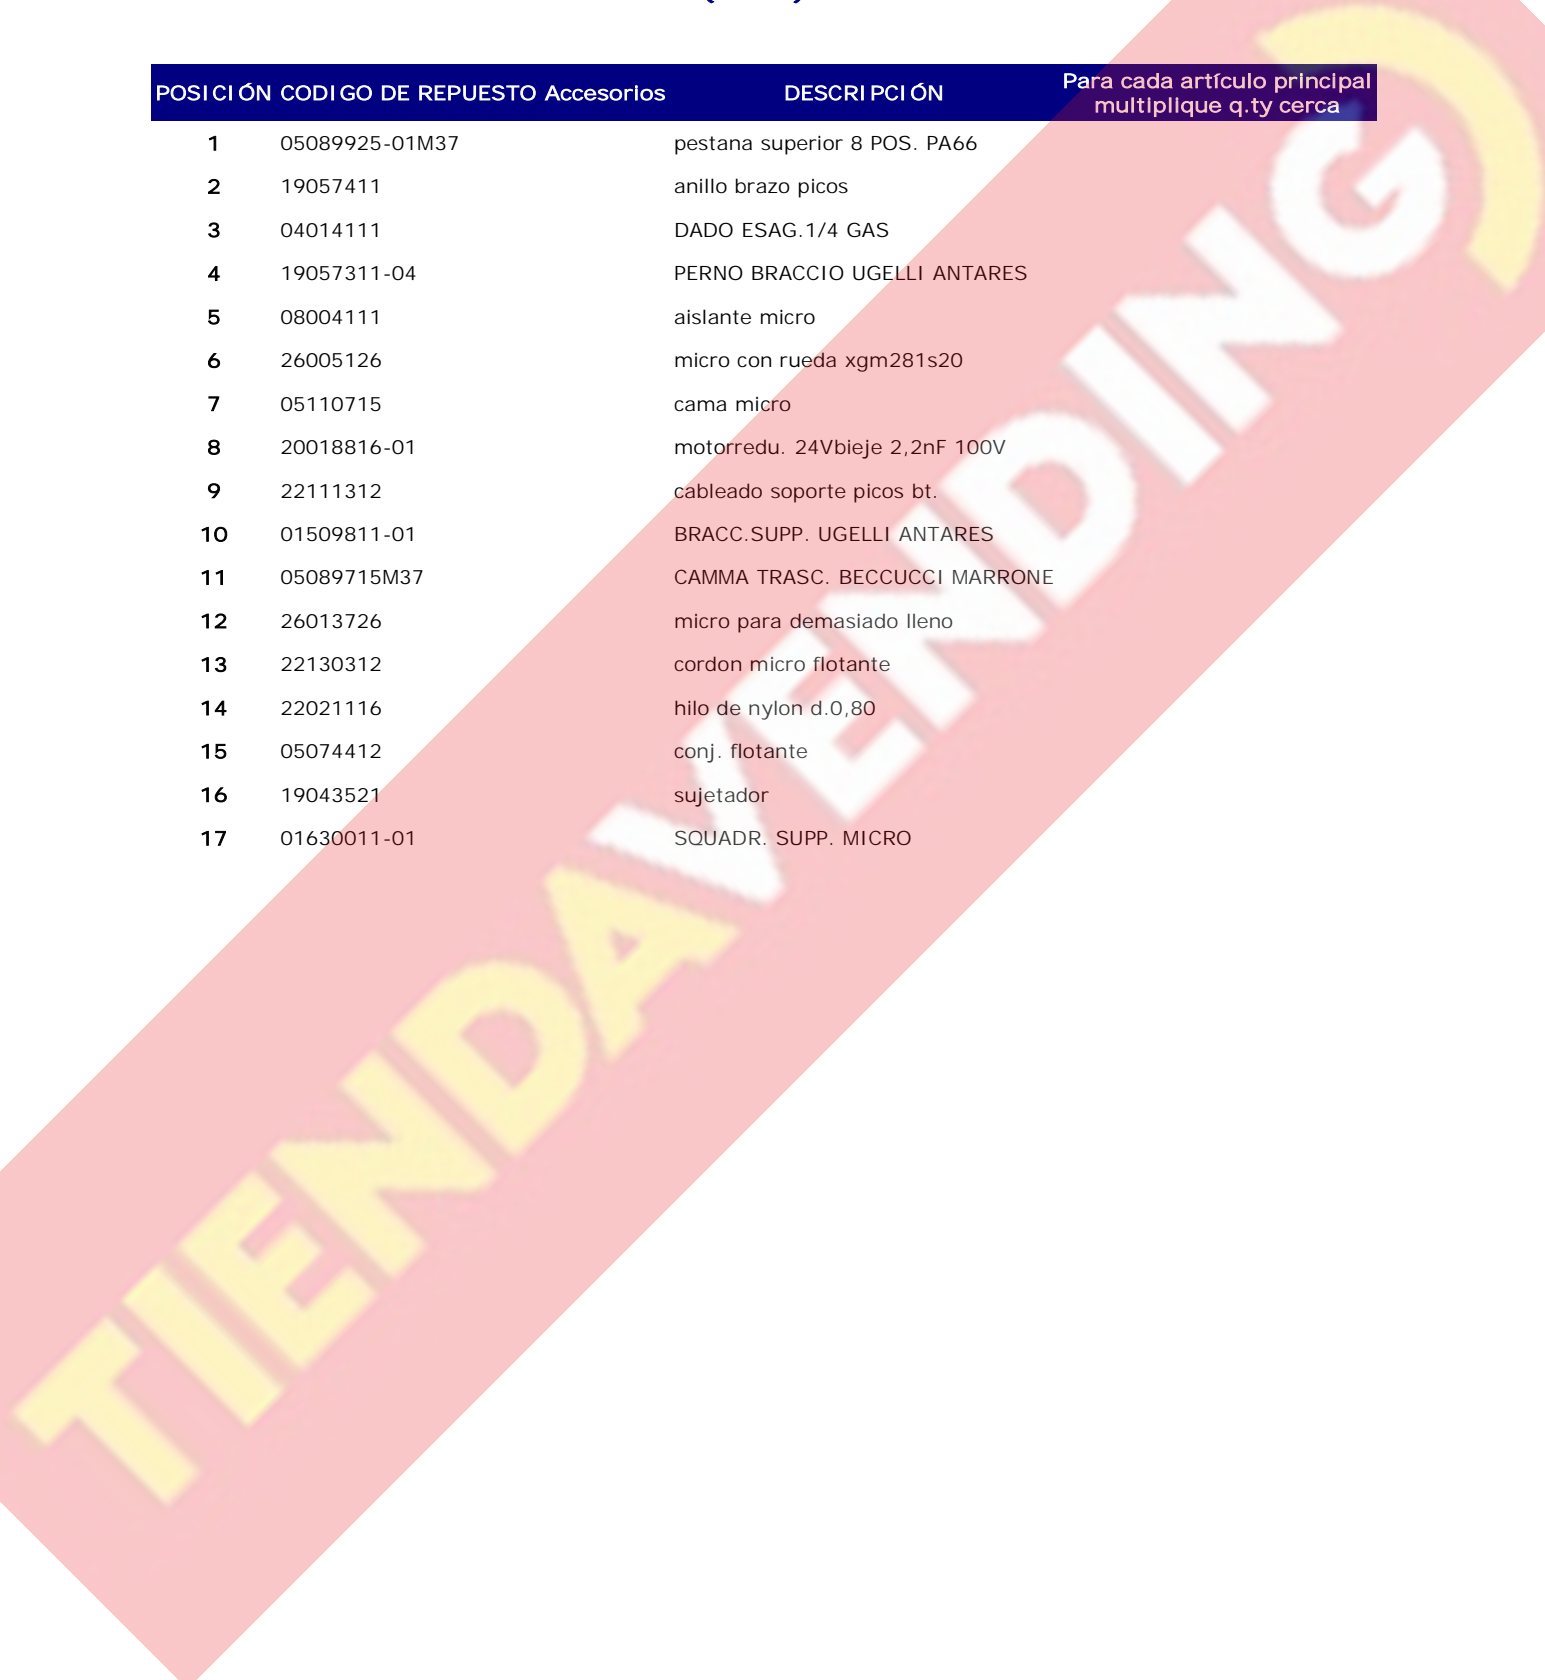 POSICIÓN CODIGO DE REPUESTO Accesorios DESCRIPCIÓN Para cada artículo principal
multiplique q.ty cerca
1 05089925-01M37 pestana superior 8 POS. PA66
2 19057411 anillo brazo picos
3 04014111 DADO ESAG.1/4 GAS
4 19057311-04 PERNO BRACCIO UGELLI ANTARES
5 08004111 aislante micro
6 26005126 micro con rueda xgm281s20
7 05110715 cama micro
8 20018816-01 motorredu. 24Vbieje 2,2nF 100V
9 22111312 cableado soporte picos bt.
10 01509811-01 BRACC.SUPP. UGELLI ANTARES
11 05089715M37 CAMMA TRASC. BECCUCCI MARRONE
12 26013726 micro para demasiado lleno
13 22130312 cordon micro flotante
14 22021116 hilo de nylon d.0,80
15 05074412 conj. flotante
16 19043521 sujetador
17 01630011-01 SQUADR. SUPP. MICRO
TIENDAVENDING